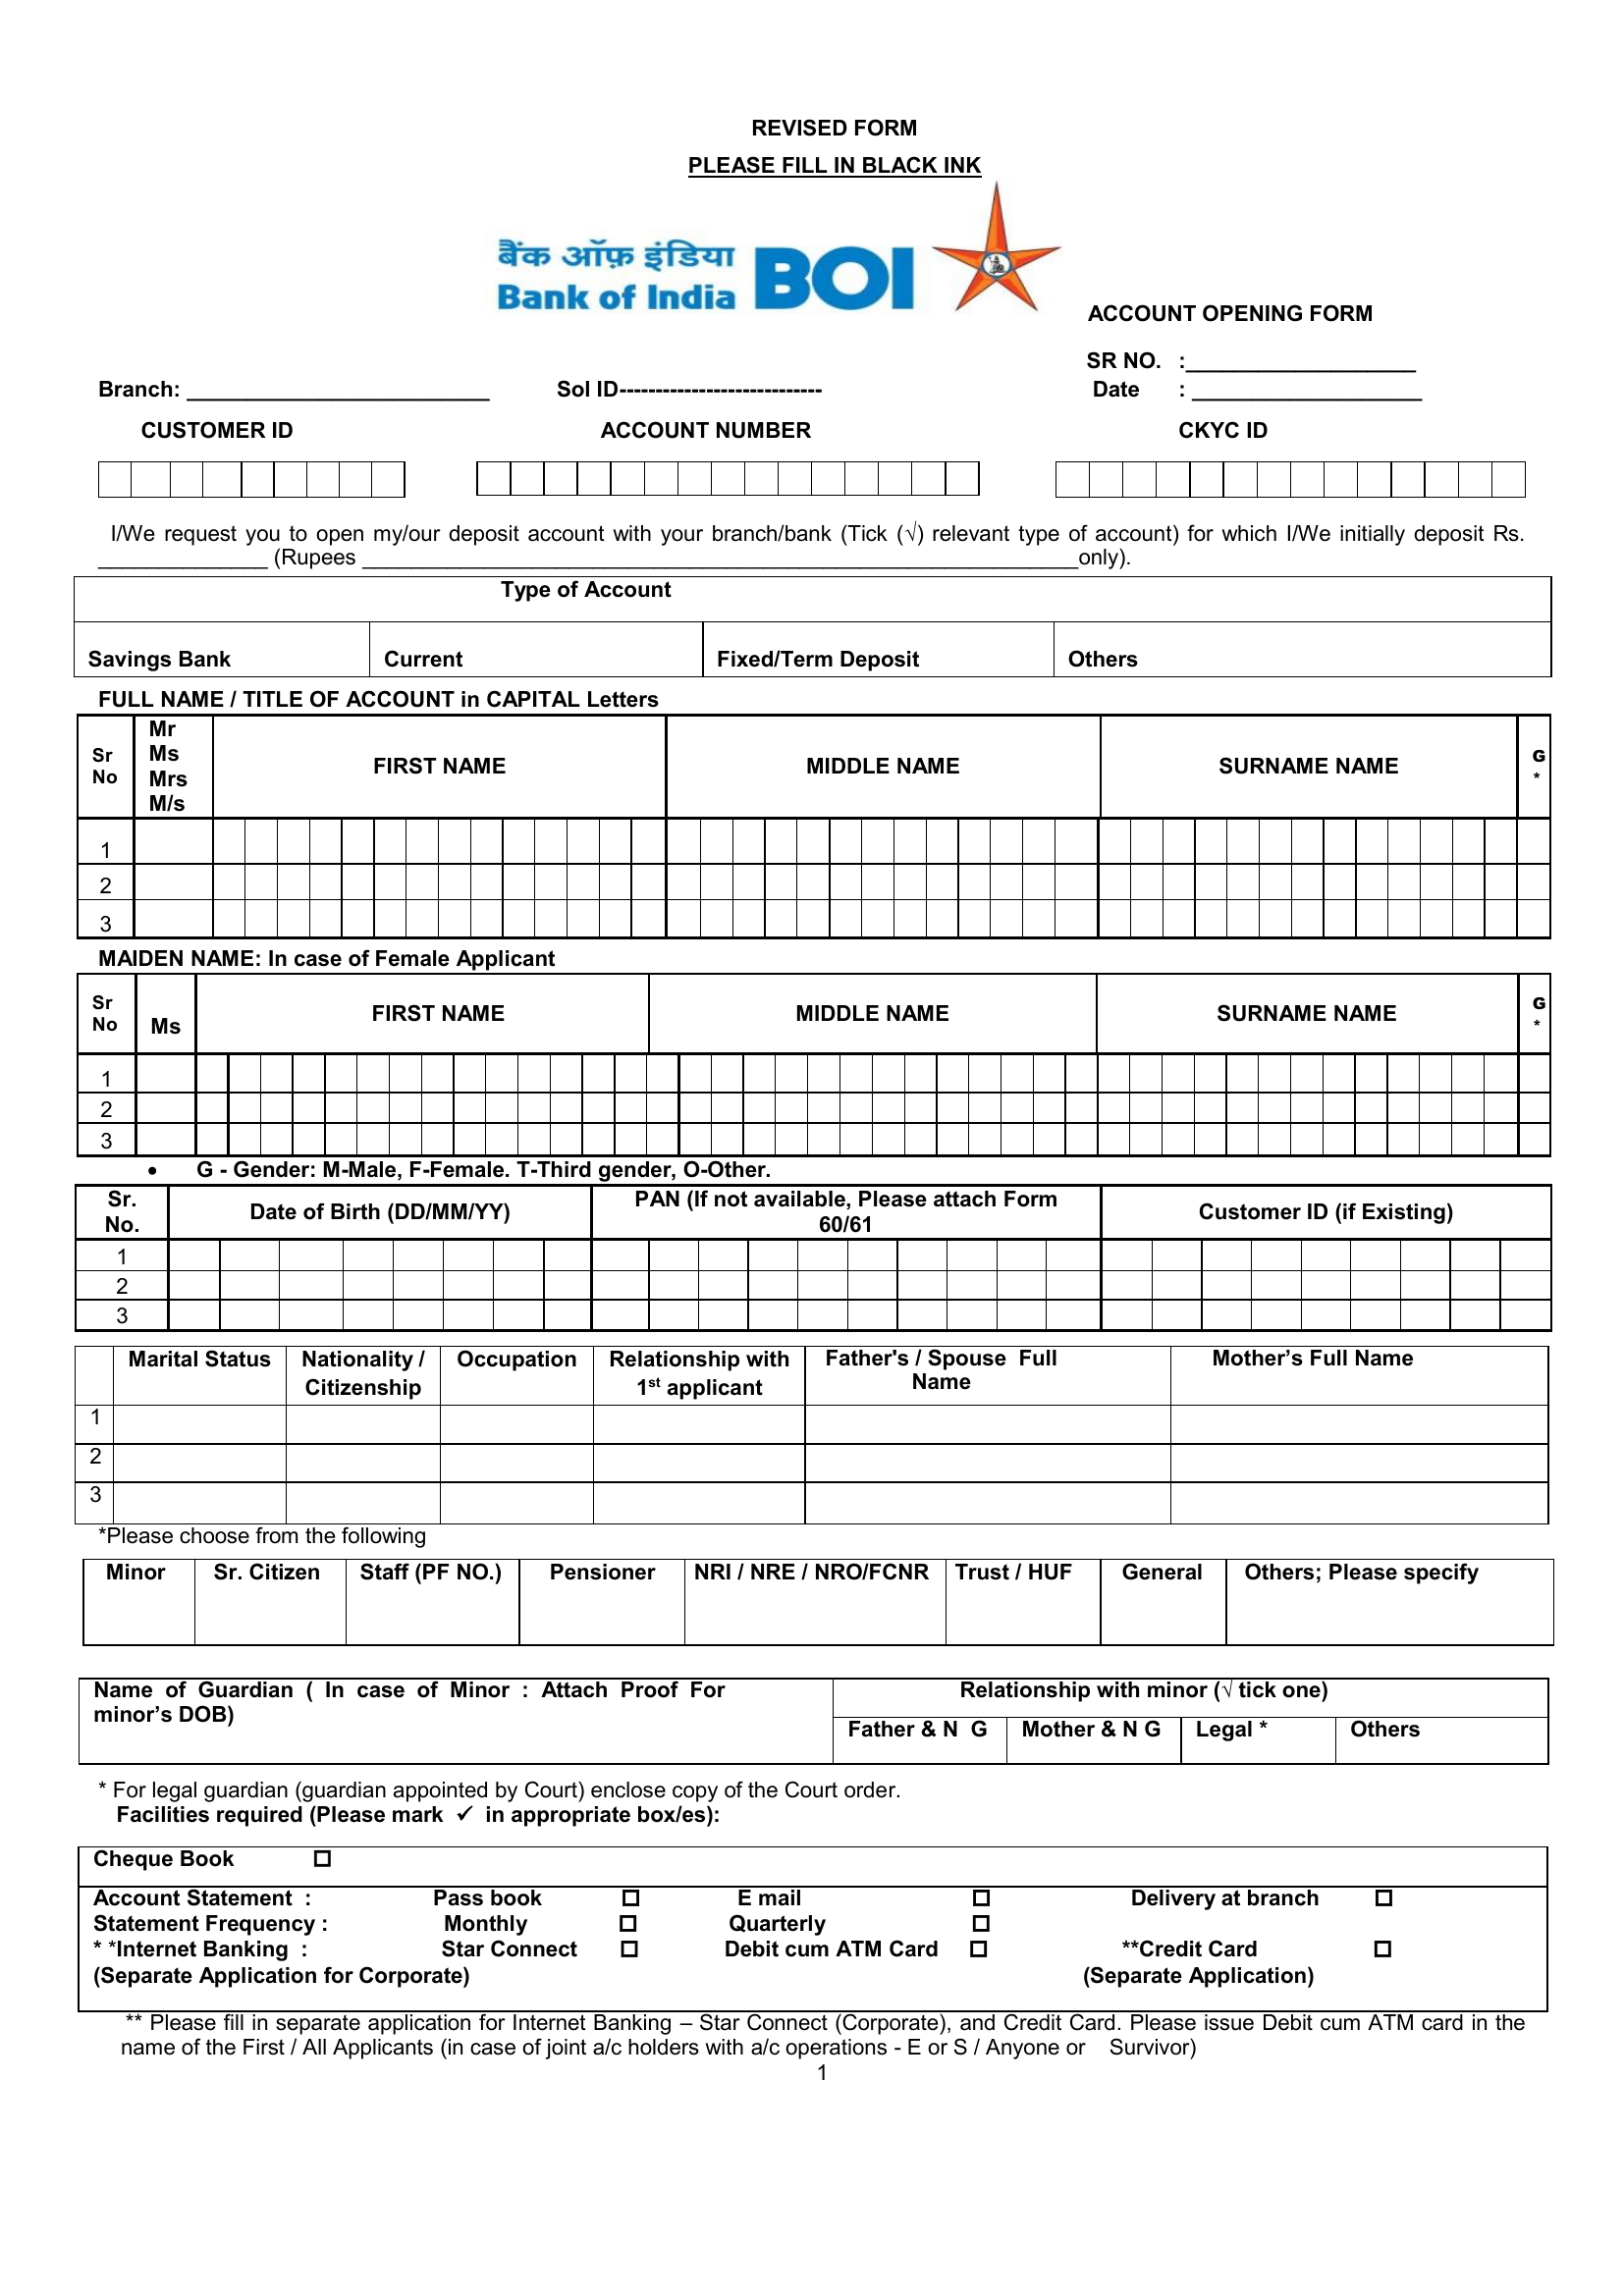 REVISED FORM
PLEASE FILL IN BLACK INK
बैंक ऑफ़ इंडिया
Bank of India
BOI
ACCOUNT OPENING FORM
SR NO. :___________________
Branch: _________________________ Sol ID---------------------------- Date : ___________________
CUSTOMER ID ACCOUNT NUMBER CKYC ID
I/We request you to open my/our deposit account with your branch/bank (Tick (√) relevant type of account) for which I/We initially deposit Rs.
______________ (Rupees ___________________________________________________________only).
Type of Account
Savings Bank Current Fixed/Term Deposit Others
FULL NAME / TITLE OF ACCOUNT in CAPITAL Letters
Sr No Mr Ms Mrs M/s FIRST NAME MIDDLE NAME SURNAME NAME G *
1
2
3
MAIDEN NAME: In case of Female Applicant
Sr No Ms FIRST NAME MIDDLE NAME SURNAME NAME G *
1
2
3
• G - Gender: M-Male, F-Female. T-Third gender, O-Other.
Sr. No. Date of Birth (DD/MM/YY) PAN (If not available, Please attach Form 60/61 Customer ID (if Existing)
1
2
3
Marital Status Nationality / Citizenship Occupation Relationship with 1st applicant Father's / Spouse Full Name Mother’s Full Name
1
2
3
*Please choose from the following
Minor Sr. Citizen Staff (PF NO.) Pensioner NRI / NRE / NRO/FCNR Trust / HUF General Others; Please specify
Name of Guardian ( In case of Minor : Attach Proof For
minor’s DOB)
Relationship with minor (√ tick one)
Father & N G Mother & N G Legal * Others
* For legal guardian (guardian appointed by Court) enclose copy of the Court order.
Facilities required (Please mark ✓ in appropriate box/es):
Cheque Book ☐
Account Statement : Pass book ☐ E mail ☐ Delivery at branch ☐
Statement Frequency : Monthly ☐ Quarterly ☐
* *Internet Banking : Star Connect ☐ Debit cum ATM Card ☐ **Credit Card ☐
(Separate Application for Corporate) (Separate Application)
** Please fill in separate application for Internet Banking – Star Connect (Corporate), and Credit Card. Please issue Debit cum ATM card in the
name of the First / All Applicants (in case of joint a/c holders with a/c operations - E or S / Anyone or Survivor)
1